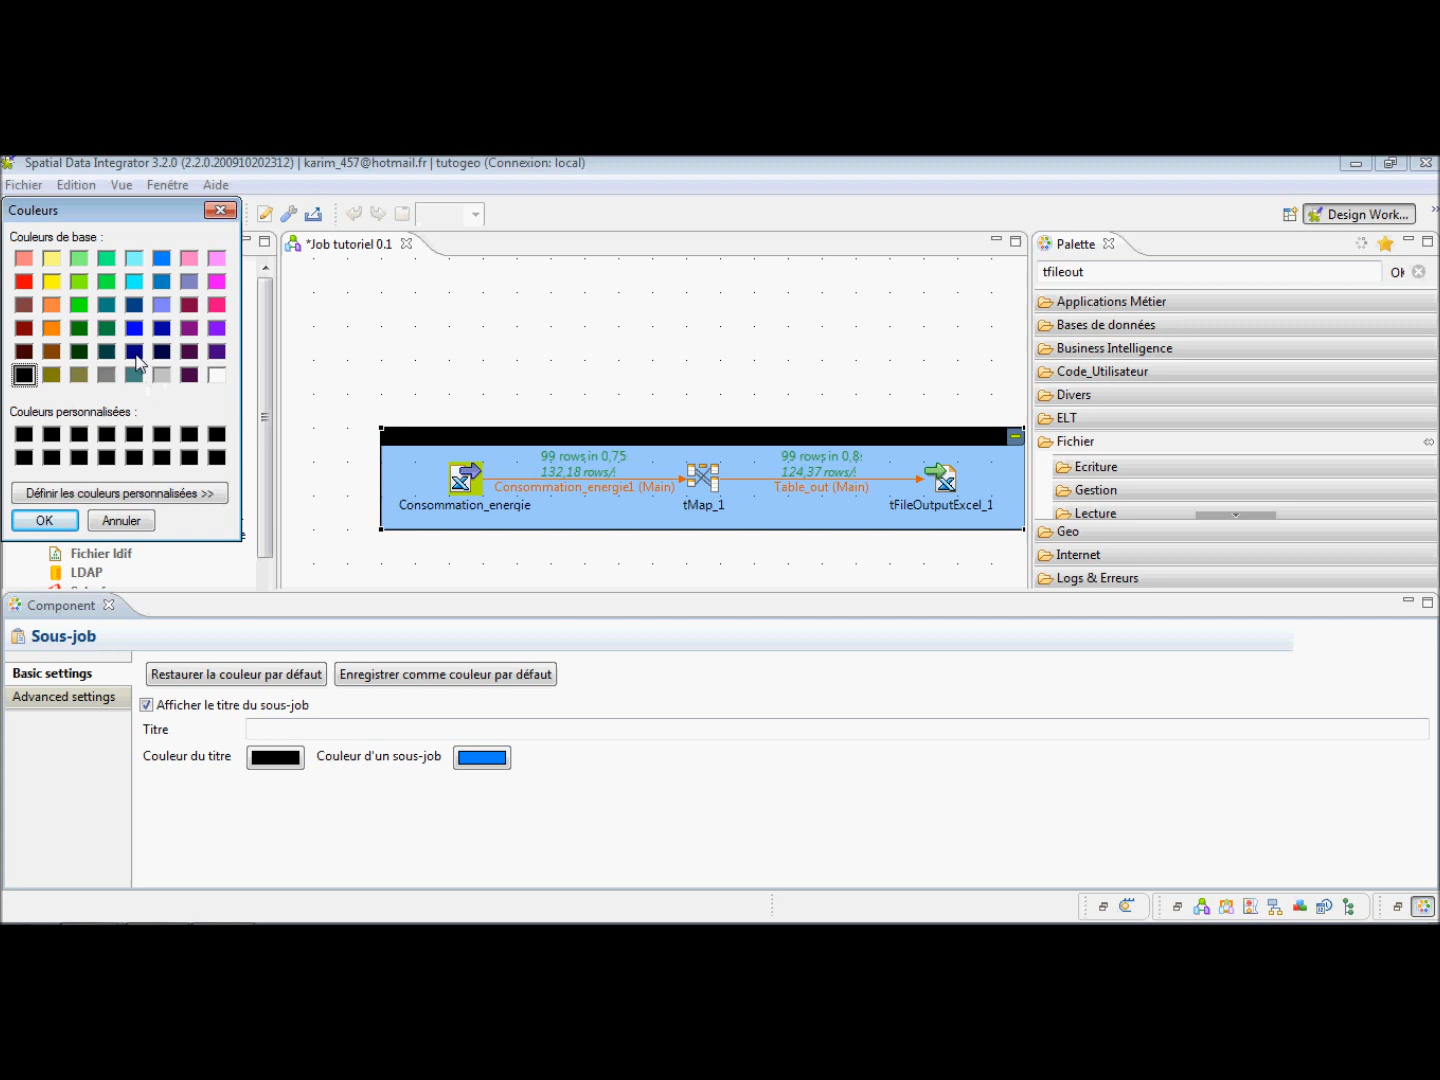 Spatial Data Integrator 3.2.0 (2.2.0.200910202312) | karim_457@hotmail.fr | tutogeo (Connexion: local)
Fichier Edition Vue Fenêtre Aide
Couleurs
Design Work...
Couleurs de base :
*Job tutoriel 0.1
Palette
tfileout
Applications Métier
Bases de données
Business Intelligence
Code_Utilisateur
Divers
ELT
Fichier
Ecriture
Gestion
Lecture
Geo
Internet
Logs & Erreurs
Couleurs personnalisées :
Définir les couleurs personnalisées >>
OK Annuler
99 rows in 0,75
132,18 rows/
Consommation_energie1 (Main)
99 rows in 0,8
124,37 rows/
Table_out (Main)
Consommation_energie
tMap_1
tFileOutputExcel_1
Fichier ldif
LDAP
Component
Sous-job
Basic settings
Advanced settings
Restaurer la couleur par défaut Enregistrer comme couleur par défaut
Afficher le titre du sous-job
Titre
Couleur du titre Couleur d'un sous-job